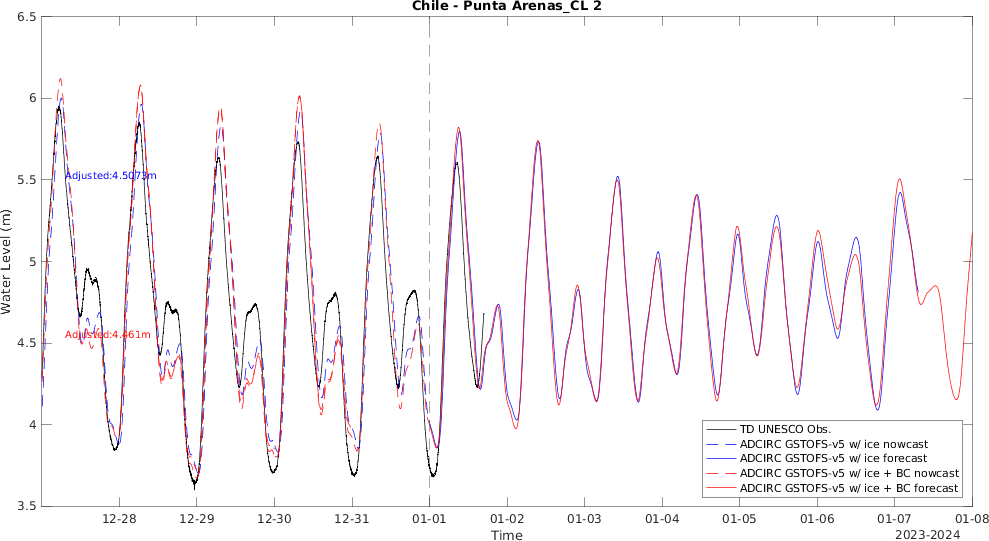 Chile - Punta Arenas_CL 2
6.5
6
5.5
5
4.5
4
3.5
Water Level (m)
Adjusted:4.5073m
Adjusted:4.461m
TD UNESCO Obs.
ADCIRC GSTOFS-v5 w/ ice nowcast
ADCIRC GSTOFS-v5 w/ ice forecast
ADCIRC GSTOFS-v5 w/ ice + BC nowcast
ADCIRC GSTOFS-v5 w/ ice + BC forecast
12-28 12-29 12-30 12-31 01-01 01-02 01-03 01-04 01-05 01-06 01-07 01-08
Time
2023-2024